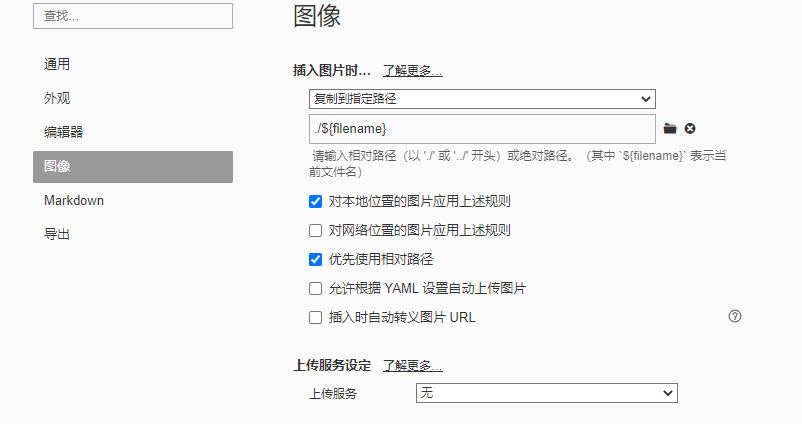 查找…
图像
通用
外观
编辑器
图像
Markdown
导出
插入图片时… 了解更多…
复制到指定路径
./${filename}
请输入相对路径（以 './' 或 '../' 开头）或绝对路径。（其中 `${filename}` 表示当
前文件名）
对本地位置的图片应用上述规则
对网络位置的图片应用上述规则
优先使用相对路径
允许根据 YAML 设置自动上传图片
插入时自动转义图片 URL
上传服务设定 了解更多…
上传服务 无